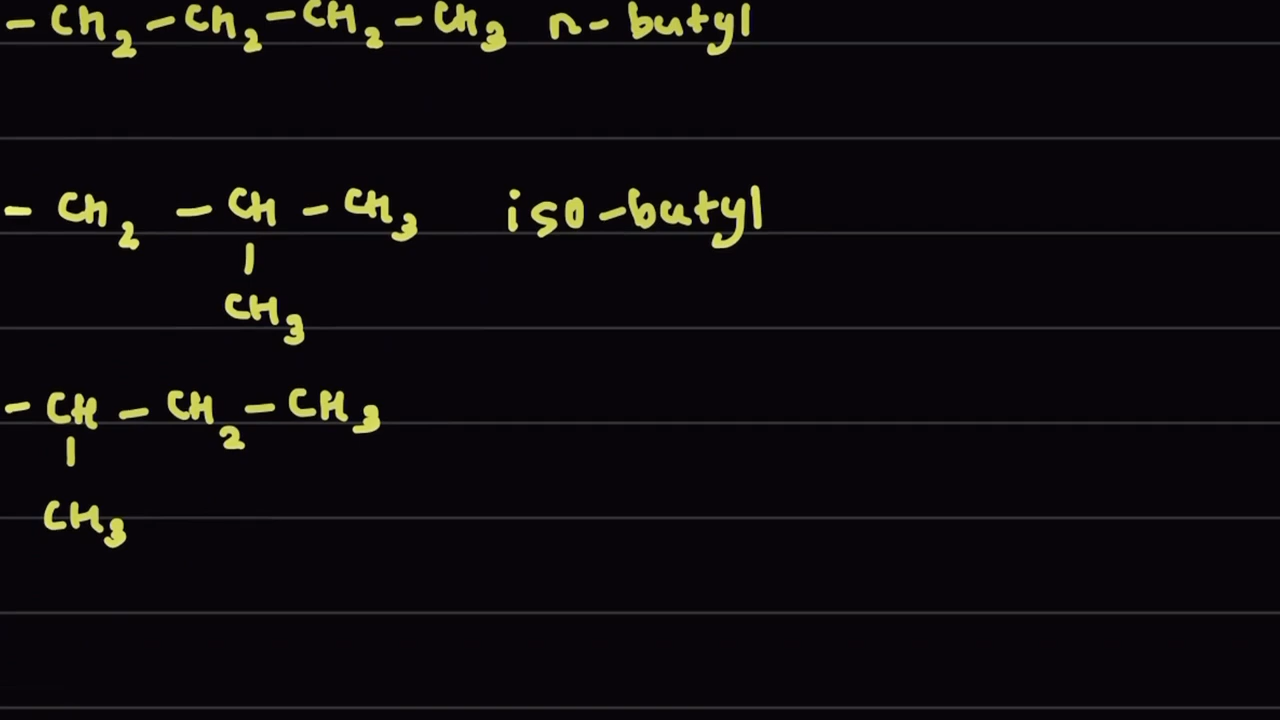 -CH2-CH2-CH2-CH3 n-butyl
-CH2-CH-CH3 iso-butyl
|
CH3
-CH-CH2-CH3
|
CH3